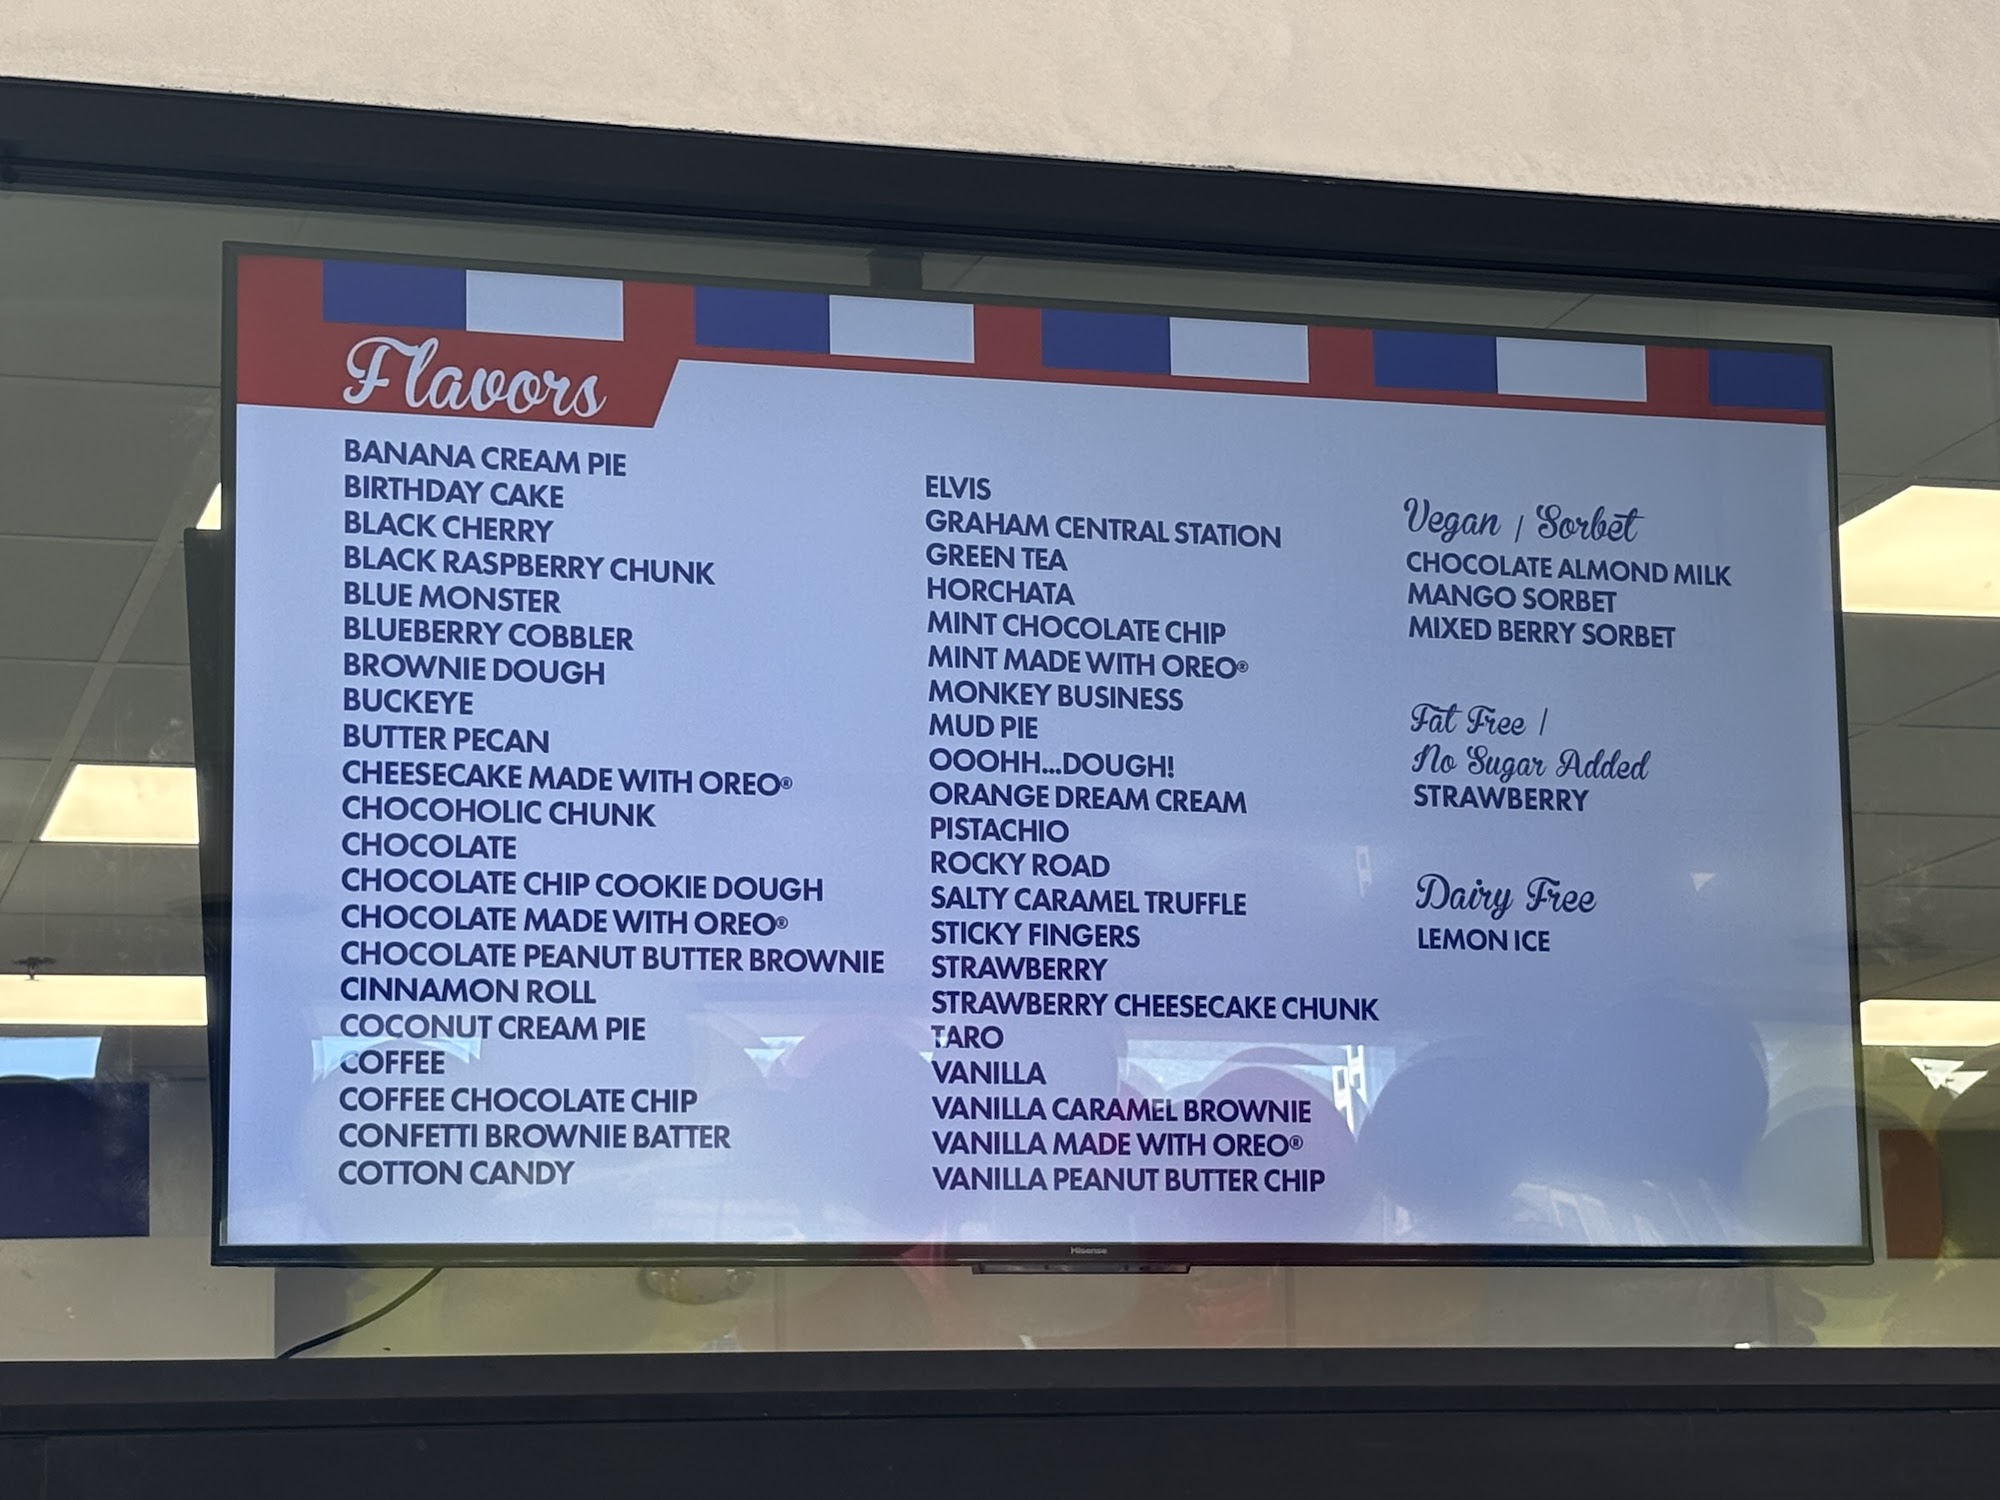 Flavors
BANANA CREAM PIE
BIRTHDAY CAKE
BLACK CHERRY
BLACK RASPBERRY CHUNK
BLUE MONSTER
BLUEBERRY COBBLER
BROWNIE DOUGH
BUCKEYE
BUTTER PECAN
CHEESECAKE MADE WITH OREO®
CHOCOHOLIC CHUNK
CHOCOLATE
CHOCOLATE CHIP COOKIE DOUGH
CHOCOLATE MADE WITH OREO®
CHOCOLATE PEANUT BUTTER BROWNIE
CINNAMON ROLL
COCONUT CREAM PIE
COFFEE
COFFEE CHOCOLATE CHIP
CONFETTI BROWNIE BATTER
COTTON CANDY
ELVIS
GRAHAM CENTRAL STATION
GREEN TEA
HORCHATA
MINT CHOCOLATE CHIP
MINT MADE WITH OREO®
MONKEY BUSINESS
MUD PIE
OOOHH...DOUGH!
ORANGE DREAM CREAM
PISTACHIO
ROCKY ROAD
SALTY CARAMEL TRUFFLE
STICKY FINGERS
STRAWBERRY
STRAWBERRY CHEESECAKE CHUNK
TARO
VANILLA
VANILLA CARAMEL BROWNIE
VANILLA MADE WITH OREO®
VANILLA PEANUT BUTTER CHIP
Vegan / Sorbet
CHOCOLATE ALMOND MILK
MANGO SORBET
MIXED BERRY SORBET
Fat Free /
No Sugar Added
STRAWBERRY
Dairy Free
LEMON ICE
Hisense